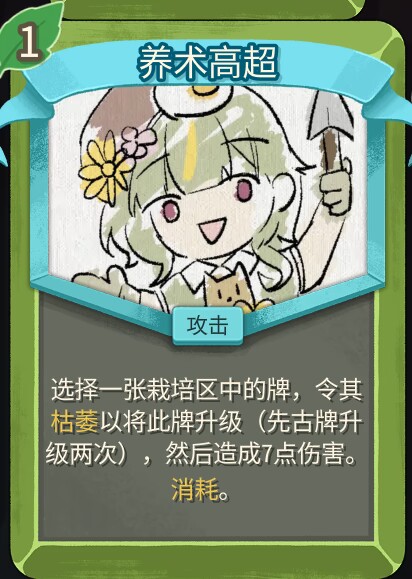 1
养术高超
攻击
选择一张栽培区中的牌，令其
枯萎以将此牌升级（先古牌升
级两次），然后造成7点伤害。
消耗。